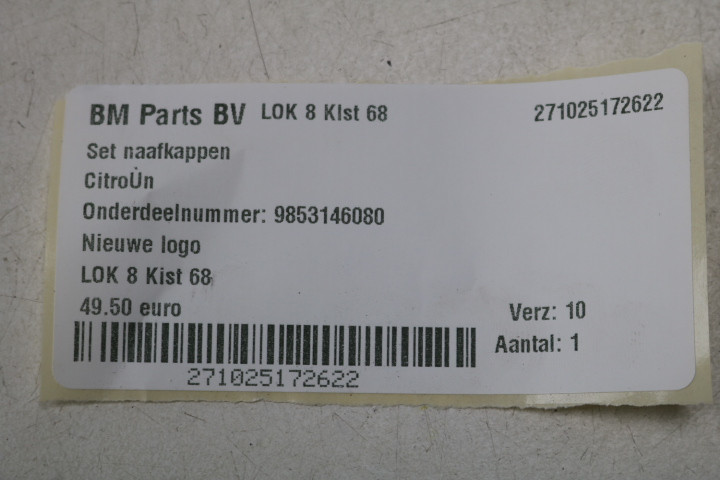 BM Parts BV LOK 8 KIst 68 271025172622
Set naafkappen
CitroÙn
Onderdeelnummer: 9853146080
Nieuwe logo
LOK 8 Kist 68
49.50 euro
Verz: 10
Aantal: 1
271025172622